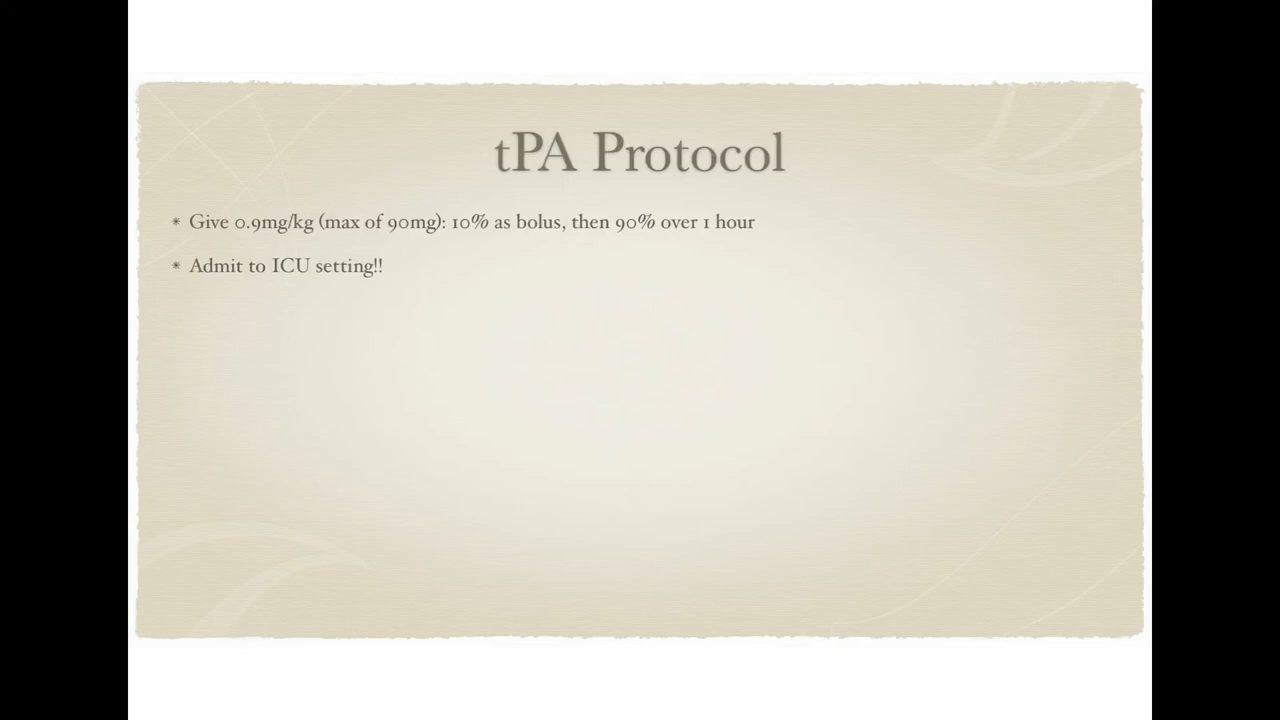 tPA Protocol
* Give 0.9mg/kg (max of 90mg): 10% as bolus, then 90% over 1 hour
* Admit to ICU setting!!